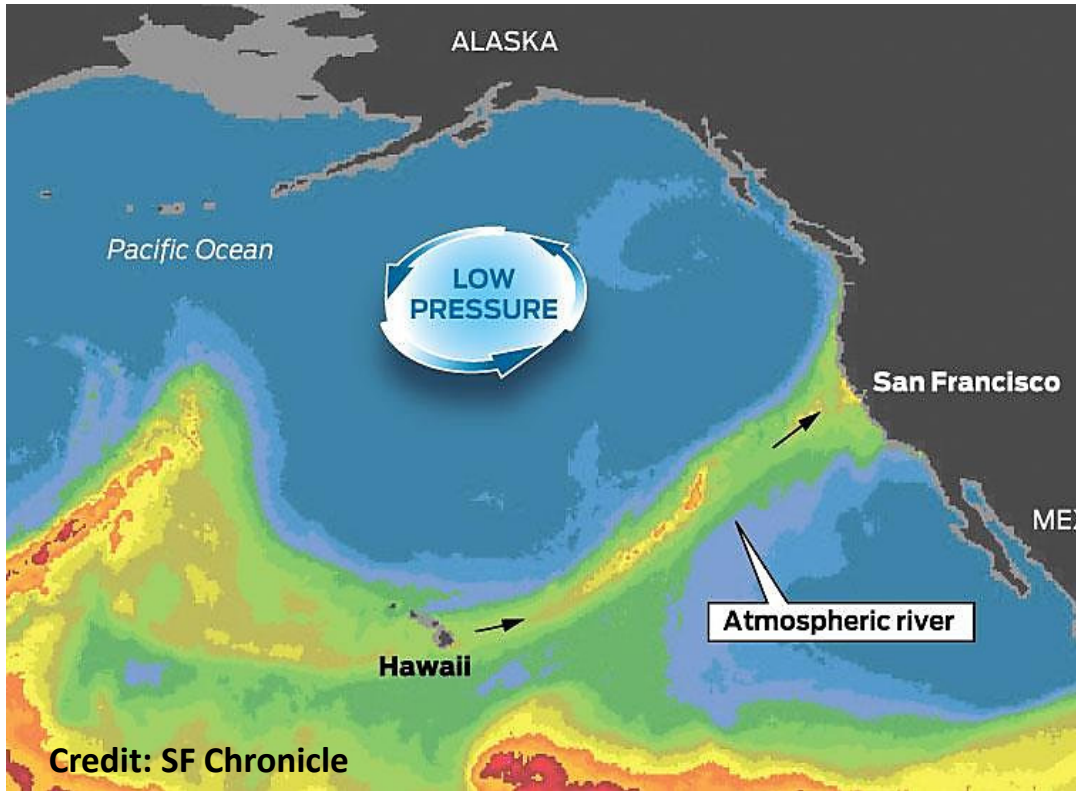 ALASKA
Pacific Ocean
LOW
PRESSURE
San Francisco
MEX
Atmospheric river
Hawaii
Credit: SF Chronicle